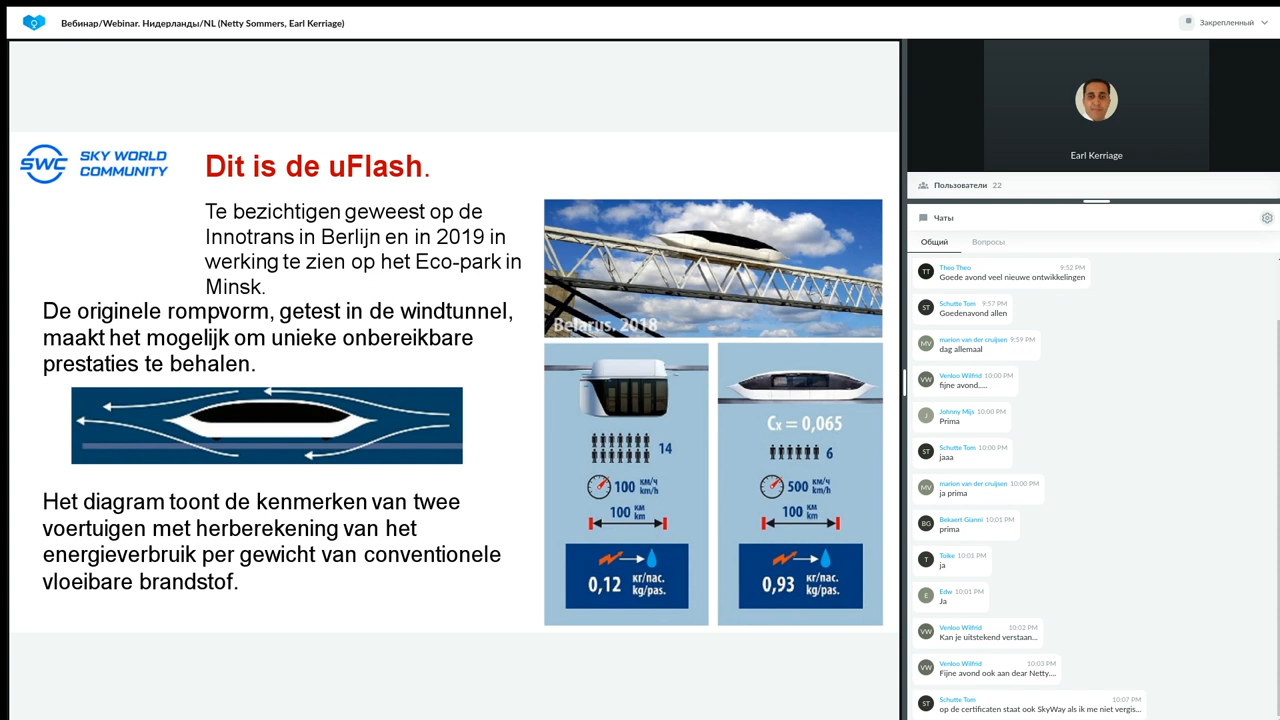 Вебинар/Webinar. Нидерланды/NL (Netty Sommers, Earl Kerriage)
Закрепленный
SWC
SKY WORLD
COMMUNITY
Dit is de uFlash.
Te bezichtigen geweest op de
Innotrans in Berlijn en in 2019 in
werking te zien op het Eco-park in
Minsk.
De originele rompvorm, getest in de windtunnel,
maakt het mogelijk om unieke onbereikbare
prestaties te behalen.
Het diagram toont de kenmerken van twee
voertuigen met herberekening van het
energieverbruik per gewicht van conventionele
vloeibare brandstof.
Belarus, 2018
14
100 км/ч km/h
100 км km
0,12 кг/пас. kg/pas.
Cx = 0,065
6
500 км/ч km/h
100 км km
0,93 кг/пас. kg/pas.
Earl Kerriage
Пользователи 22
Чаты
Общий Вопросы
TT Theo Theo 9:52 PM
Goede avond veel nieuwe ontwikkelingen
ST Schutte Tom 9:57 PM
Goedenavond allen
MV marion van der cruijsen 9:59 PM
dag allemaal
VW Venloo Wilfrid 10:00 PM
fijne avond.....
J Johnny Mijs 10:00 PM
Prima
ST Schutte Tom 10:00 PM
jaaa
MV marion van der cruijsen 10:00 PM
ja prima
BG Bekaert Gianni 10:01 PM
prima
T Toike 10:01 PM
ja
E Edw 10:01 PM
Ja
VW Venloo Wilfrid 10:02 PM
Kan je uitstekend verstaan...
VW Venloo Wilfrid 10:03 PM
Fijne avond ook aan dear Netty....
ST Schutte Tom 10:07 PM
op de certificaten staat ook SkyWay als ik me niet vergis...